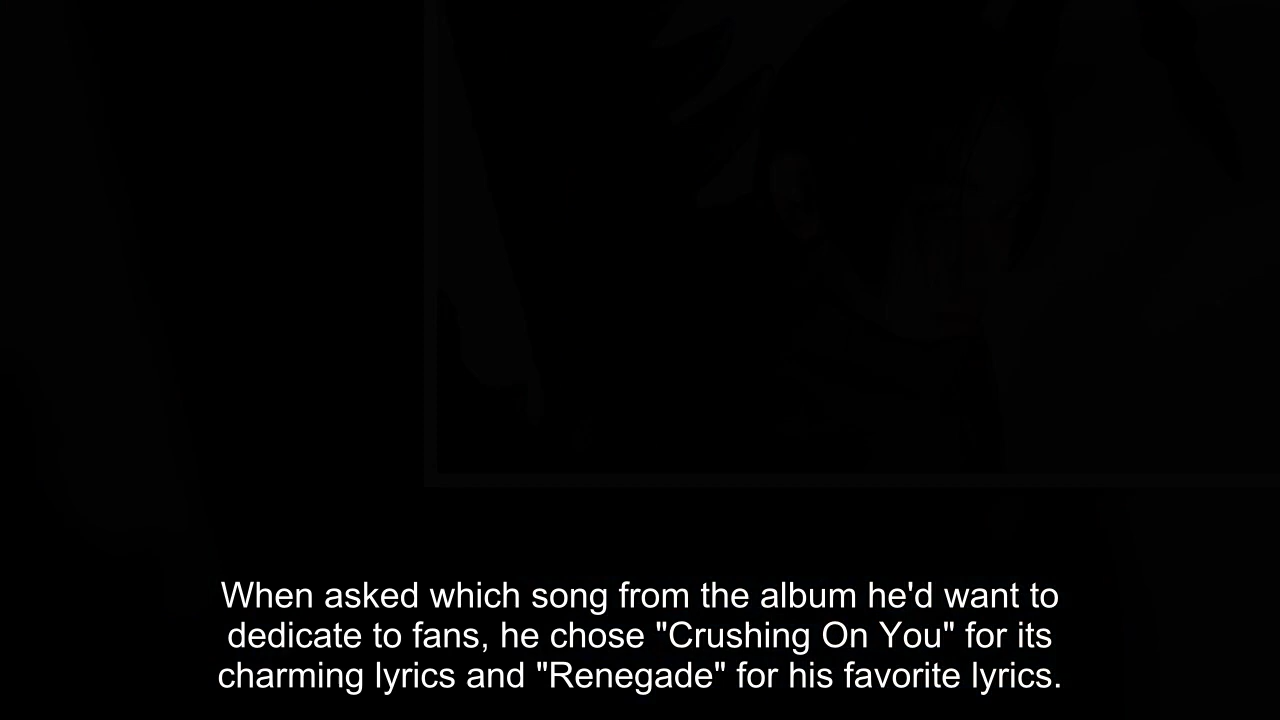 When asked which song from the album he'd want to
dedicate to fans, he chose "Crushing On You" for its
charming lyrics and "Renegade" for his favorite lyrics.